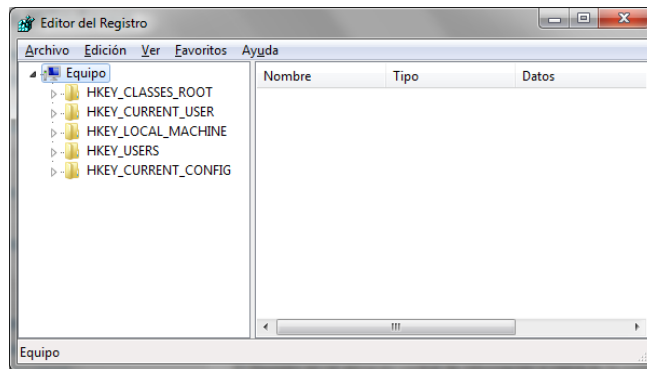 Editor del Registro
Archivo Edición Ver Favoritos Ayuda
Equipo
HKEY_CLASSES_ROOT
HKEY_CURRENT_USER
HKEY_LOCAL_MACHINE
HKEY_USERS
HKEY_CURRENT_CONFIG
Nombre Tipo Datos
Equipo